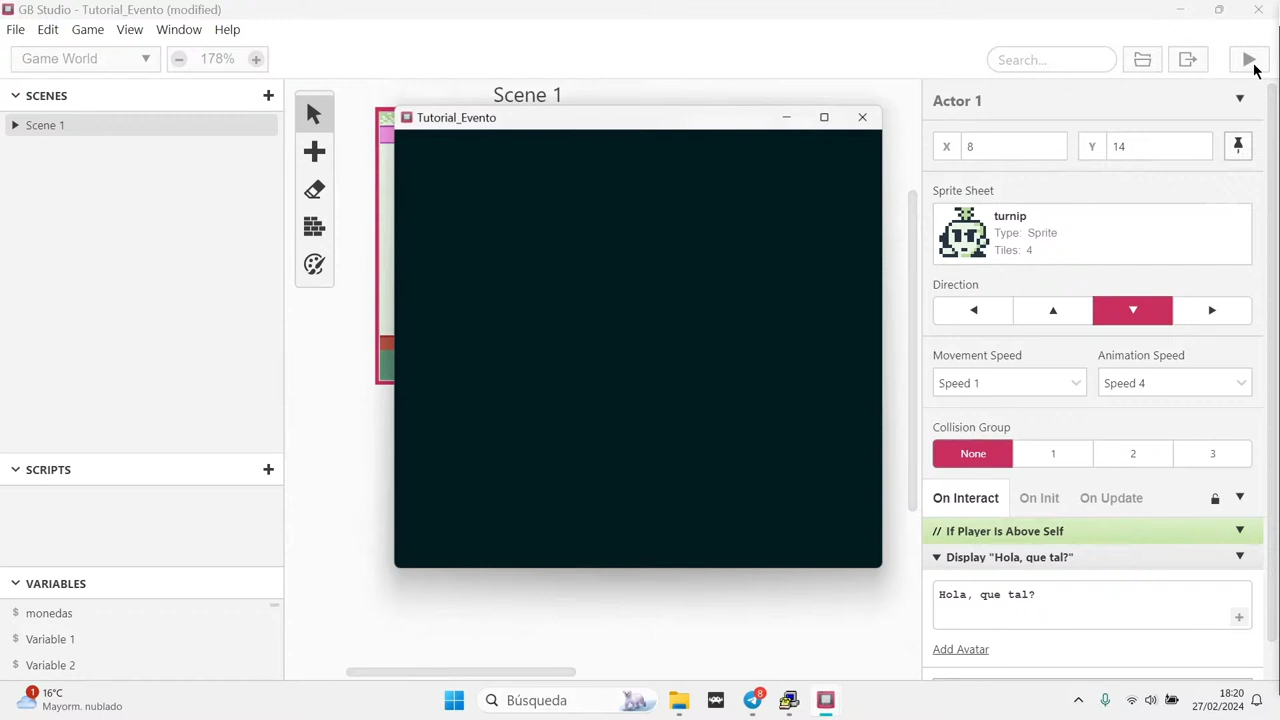 GB Studio - Tutorial_Evento (modified)
File Edit Game View Window Help
Game World 178% Search...
SCENES
Scene 1
Scene 1
Tutorial_Evento
Actor 1
X 8 Y 14
Sprite Sheet
turnip
Type: Sprite
Tiles: 4
Direction
Movement Speed Animation Speed
Speed 1 Speed 4
Collision Group
None 1 2 3
SCRIPTS
On Interact On Init On Update
// If Player Is Above Self
Display "Hola, que tal?"
Hola, que tal?
Add Avatar
VARIABLES
$ monedas
$ Variable 1
$ Variable 2
1
16°C
Mayorm. nublado
Búsqueda
8
18:20
27/02/2024